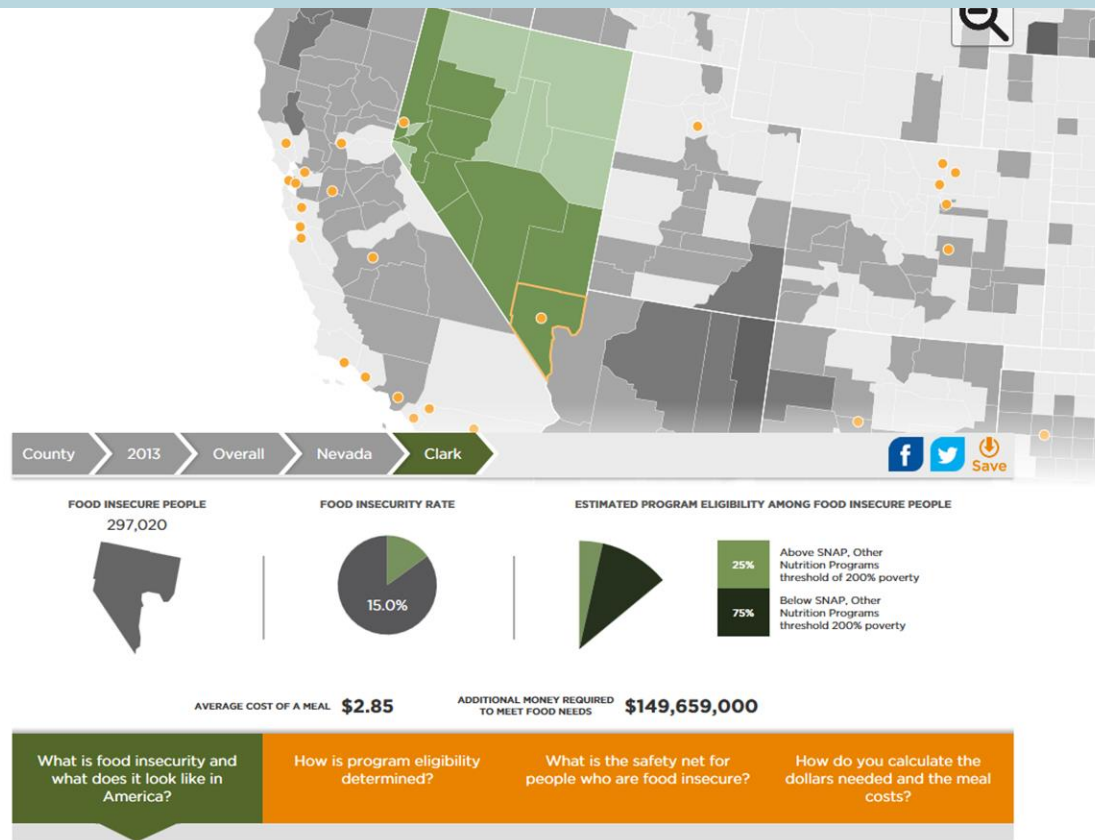 County
2013
Overall
Nevada
Clark
f
Save
FOOD INSECURE PEOPLE
297,020
FOOD INSECURITY RATE
15.0%
ESTIMATED PROGRAM ELIGIBILITY AMONG FOOD INSECURE PEOPLE
25%
Above SNAP, Other
Nutrition Programs
threshold of 200% poverty
75%
Below SNAP, Other
Nutrition Programs
threshold 200% poverty
AVERAGE COST OF A MEAL $2.85
ADDITIONAL MONEY REQUIRED
TO MEET FOOD NEEDS
$149,659,000
What is food insecurity and
what does it look like in
America?
How is program eligibility
determined?
What is the safety net for
people who are food insecure?
How do you calculate the
dollars needed and the meal
costs?